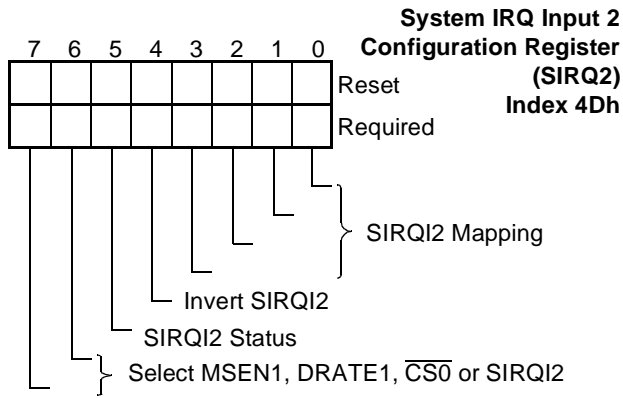 System IRQ Input 2
Configuration Register
(SIRQ2)
Index 4Dh
7 6 5 4 3 2 1 0
Reset
Required
SIRQI2 Mapping
Invert SIRQI2
SIRQI2 Status
Select MSEN1, DRATE1, C̅S̅0̅ or SIRQI2